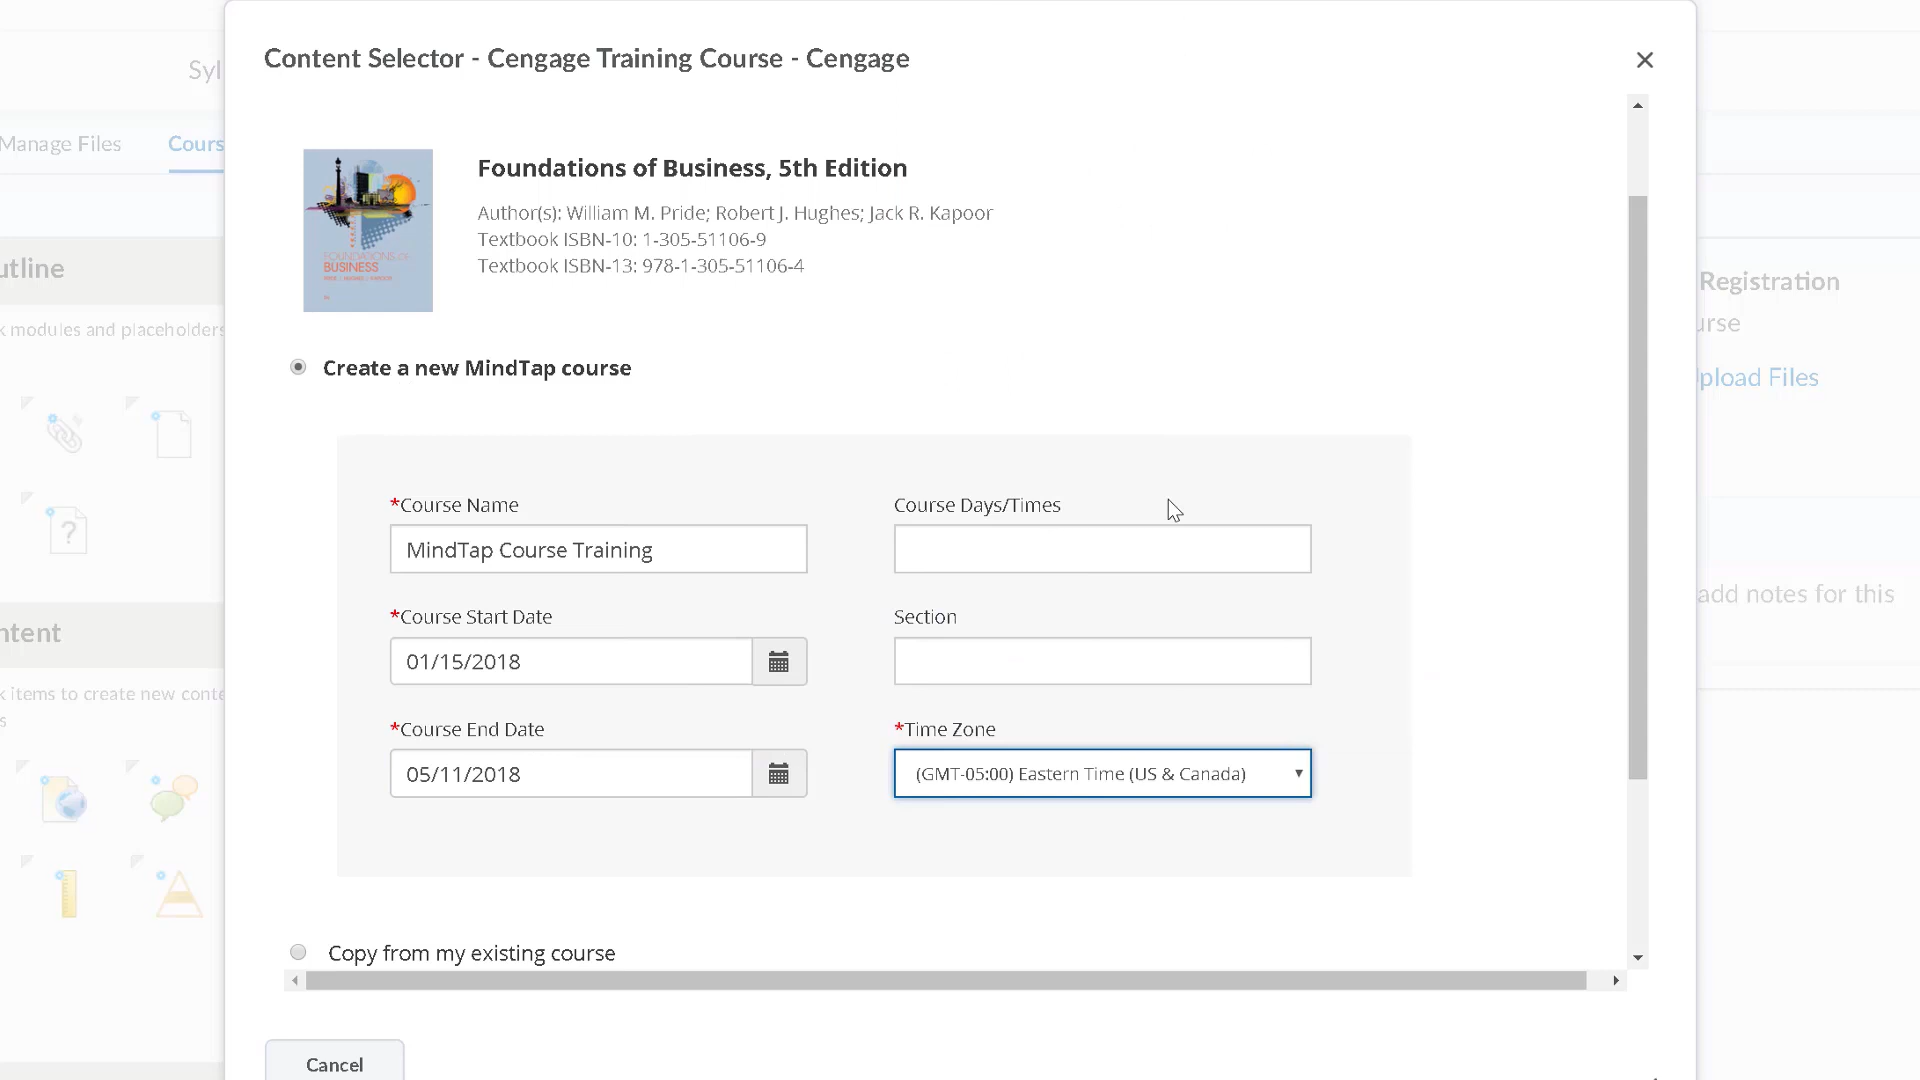 Content Selector - Cengage Training Course - Cengage
Syl
Manage Files
Cours
Foundations of Business, 5th Edition
Author(s): William M. Pride; Robert J. Hughes; Jack R. Kapoor
Textbook ISBN-10: 1-305-51106-9
Textbook ISBN-13: 978-1-305-51106-4
FOUNDATIONS OF
BUSINESS
utline
k modules and placeholders
Registration
urse
pload Files
Create a new MindTap course
*Course Name
Course Days/Times
MindTap Course Training
?
*Course Start Date
Section
01/15/2018
add notes for this
ntent
k items to create new conte
s
*Course End Date
*Time Zone
05/11/2018
(GMT-05:00) Eastern Time (US & Canada)
Copy from my existing course
Cancel